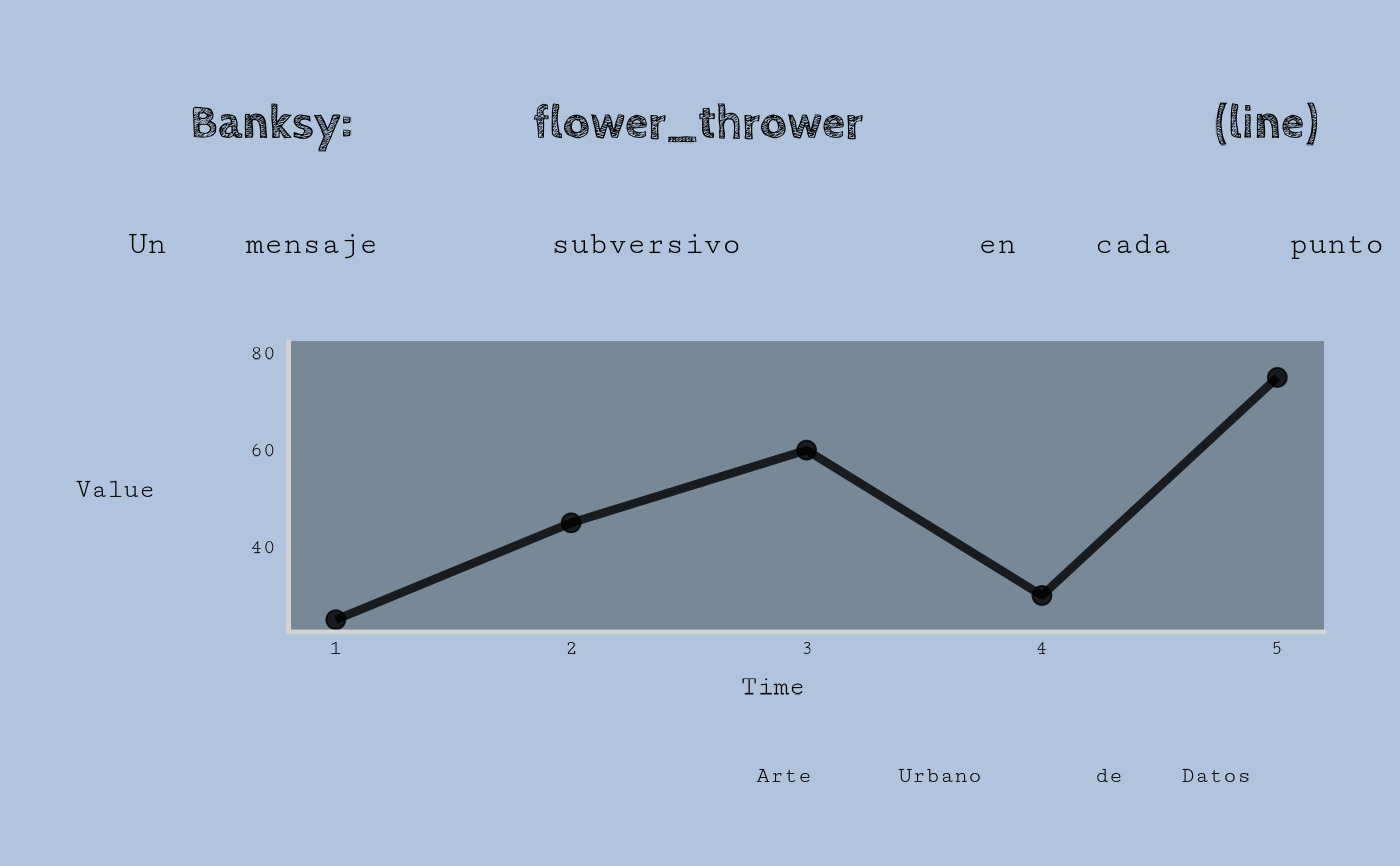 Banksy: flower_thrower (line)
Un mensaje subversivo en cada punto
80
60
40
Value
1 2 3 4 5
Time
Arte Urbano de Datos